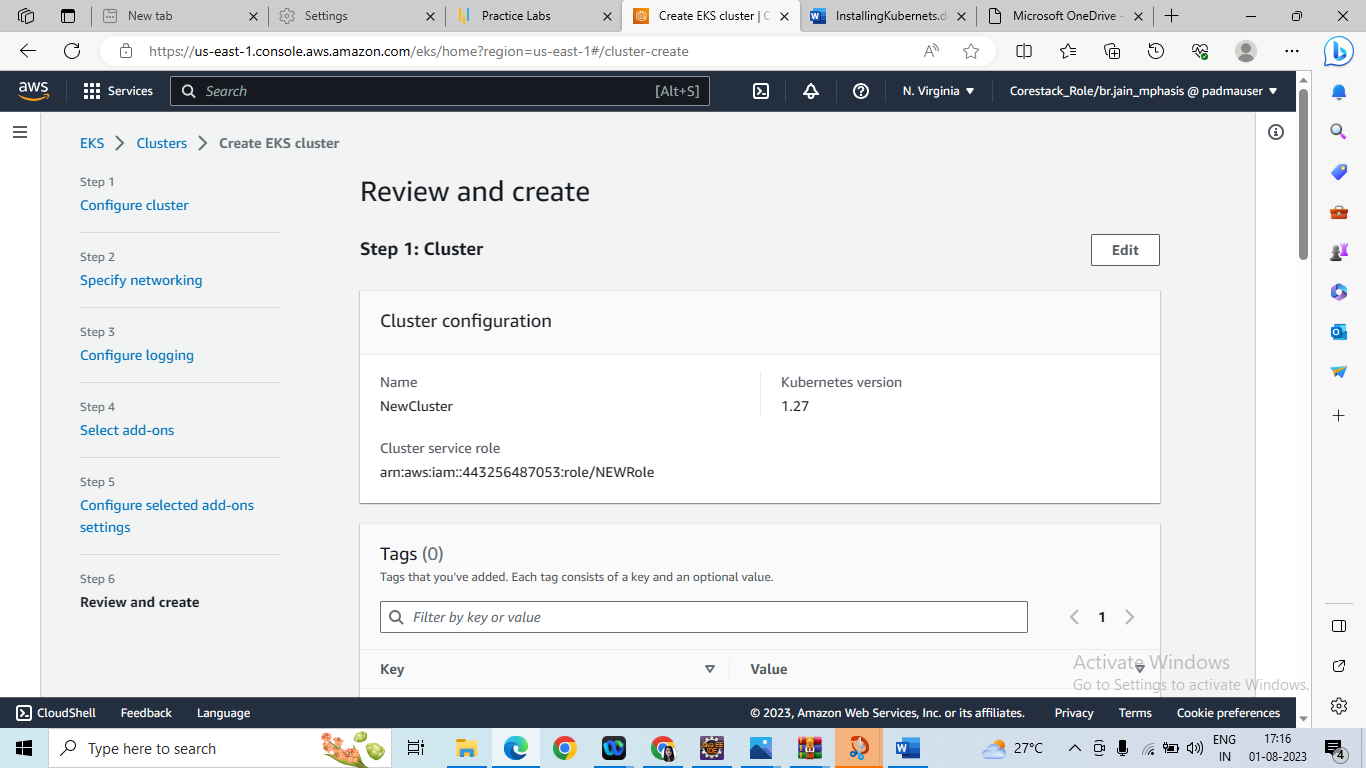 New tab
Settings
Practice Labs
Create EKS cluster | C
InstallingKubernets.d
Microsoft OneDrive -
https://us-east-1.console.aws.amazon.com/eks/home?region=us-east-1#/cluster-create
aws
Services
Search
[Alt+S]
N. Virginia
Corestack_Role/br.jain_mphasis @ padmauser
EKS
Clusters
Create EKS cluster
Step 1
Configure cluster
Step 2
Specify networking
Step 3
Configure logging
Step 4
Select add-ons
Step 5
Configure selected add-ons
settings
Step 6
Review and create
Review and create
Step 1: Cluster
Edit
Cluster configuration
Name
NewCluster
Kubernetes version
1.27
Cluster service role
arn:aws:iam::443256487053:role/NEWRole
Tags (0)
Tags that you've added. Each tag consists of a key and an optional value.
Filter by key or value
1
Key
Value
Activate Windows
Go to Settings to activate Windows.
CloudShell
Feedback
Language
© 2023, Amazon Web Services, Inc. or its affiliates.
Privacy
Terms
Cookie preferences
Type here to search
27°C
ENG
IN
17:16
01-08-2023
4